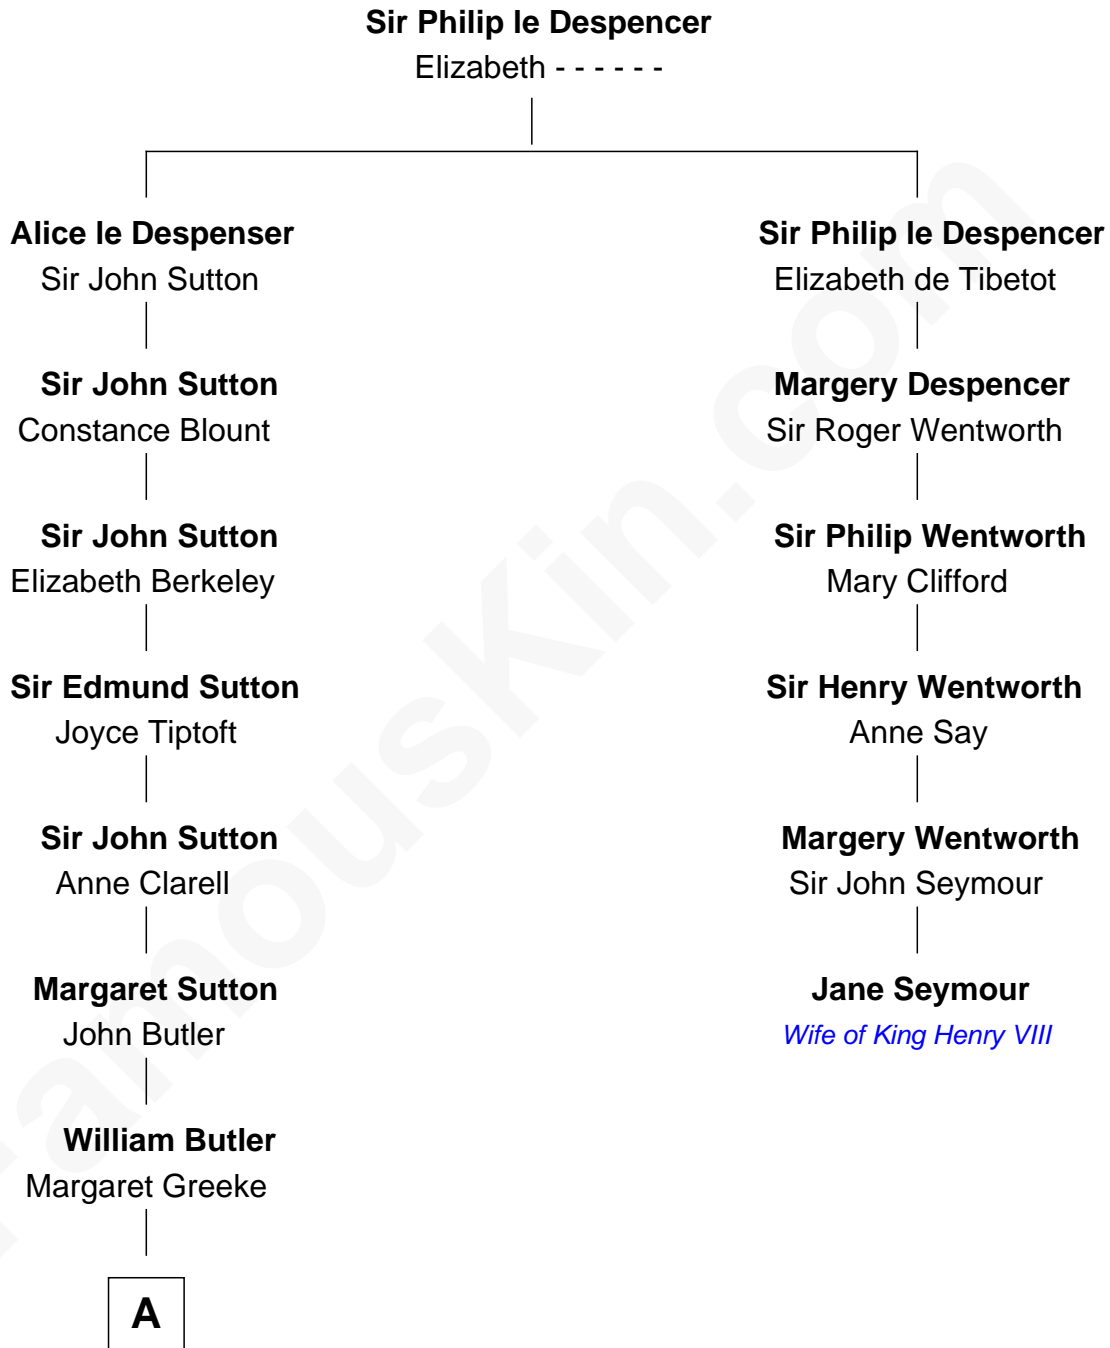 Sir Philip le Despencer
Elizabeth - - - - - -
Alice le Despenser
Sir John Sutton
Sir Philip le Despencer
Elizabeth de Tibetot
Sir John Sutton
Constance Blount
Margery Despencer
Sir Roger Wentworth
Sir John Sutton
Elizabeth Berkeley
Sir Philip Wentworth
Mary Clifford
Sir Edmund Sutton
Joyce Tiptoft
Sir Henry Wentworth
Anne Say
Sir John Sutton
Anne Clarell
Margery Wentworth
Sir John Seymour
Margaret Sutton
John Butler
Jane Seymour
Wife of King Henry VIII
William Butler
Margaret Greeke
A
FamousKin.com